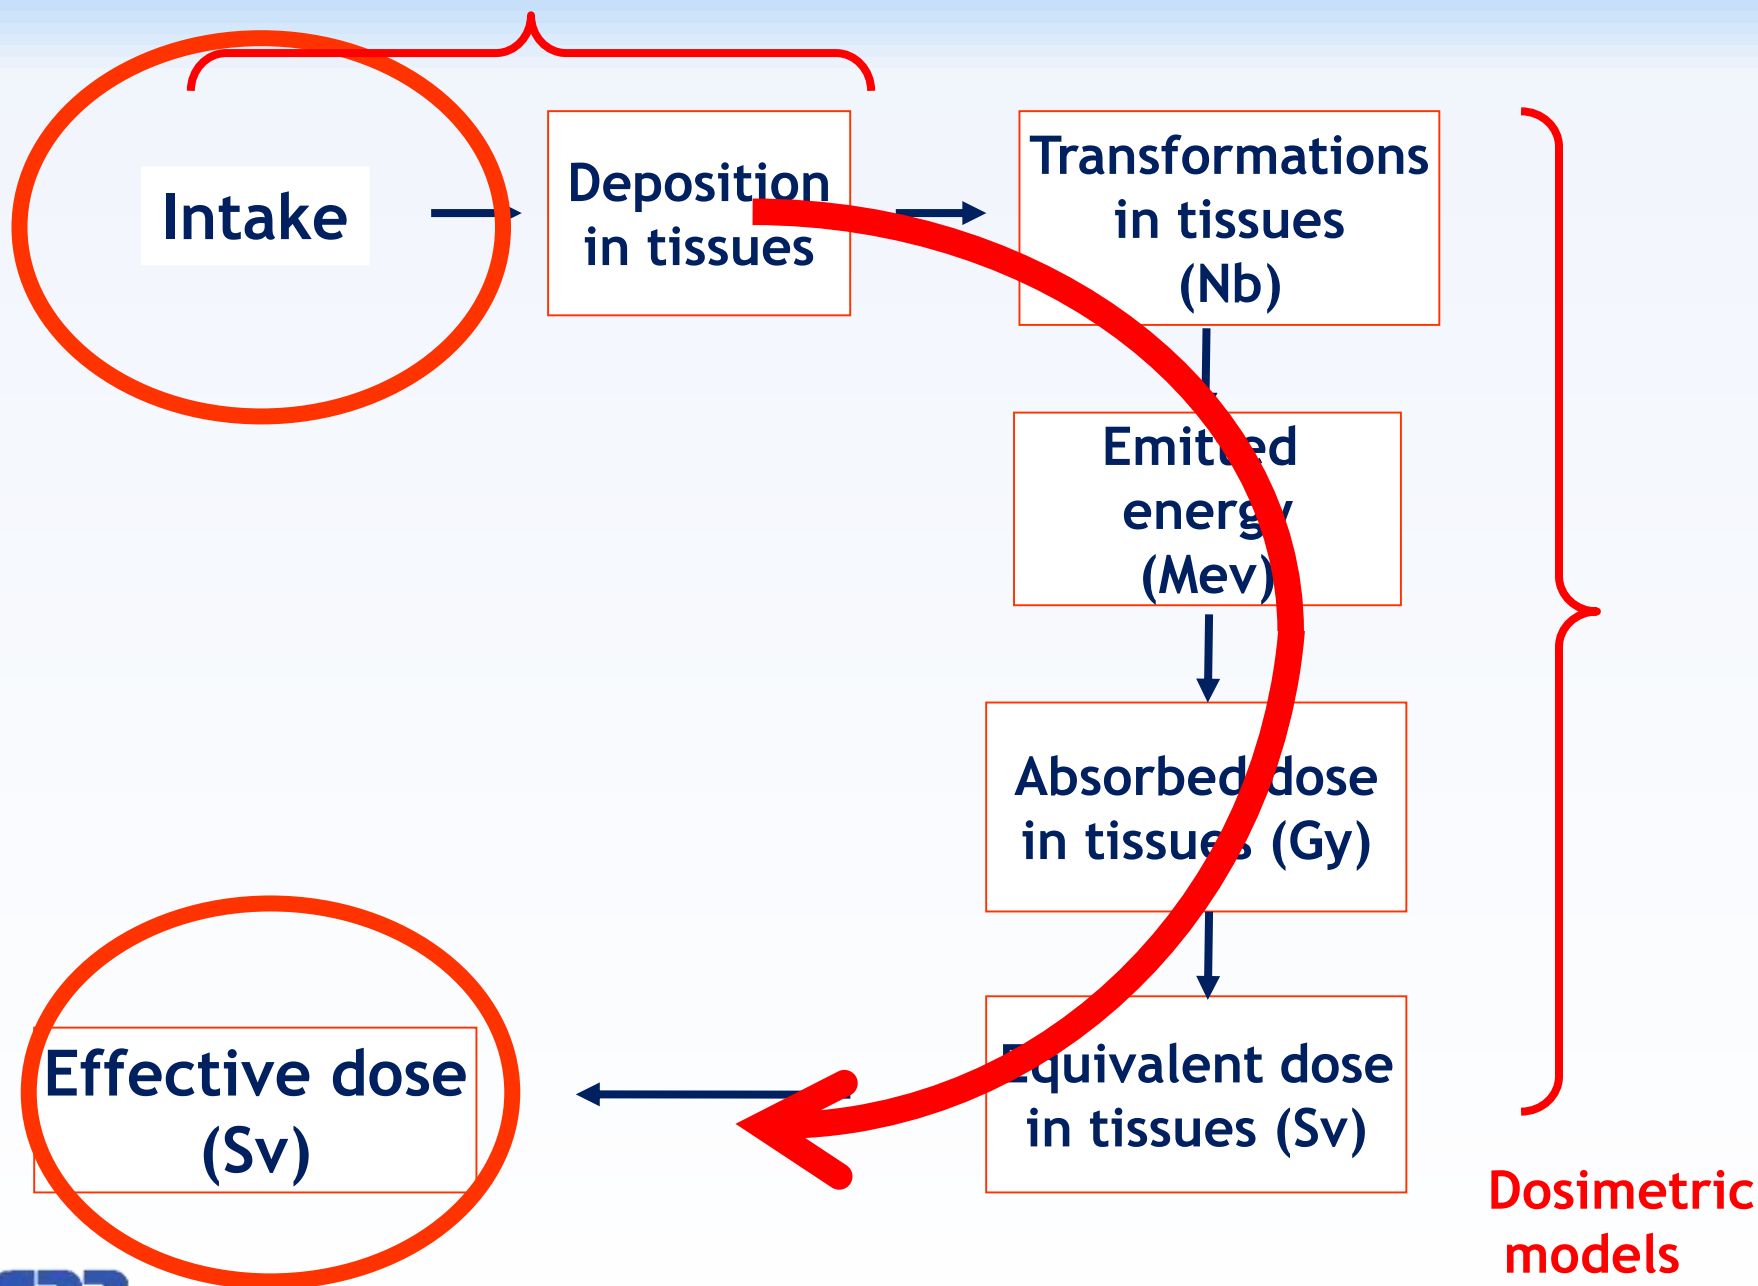 Intake
Deposition
in tissues
Transformations
in tissues
(Nb)
Emitted
energy
(Mev)
Absorbed dose
in tissues (Gy)
Equivalent dose
in tissues (Sv)
Effective dose
(Sv)
Dosimetric
models